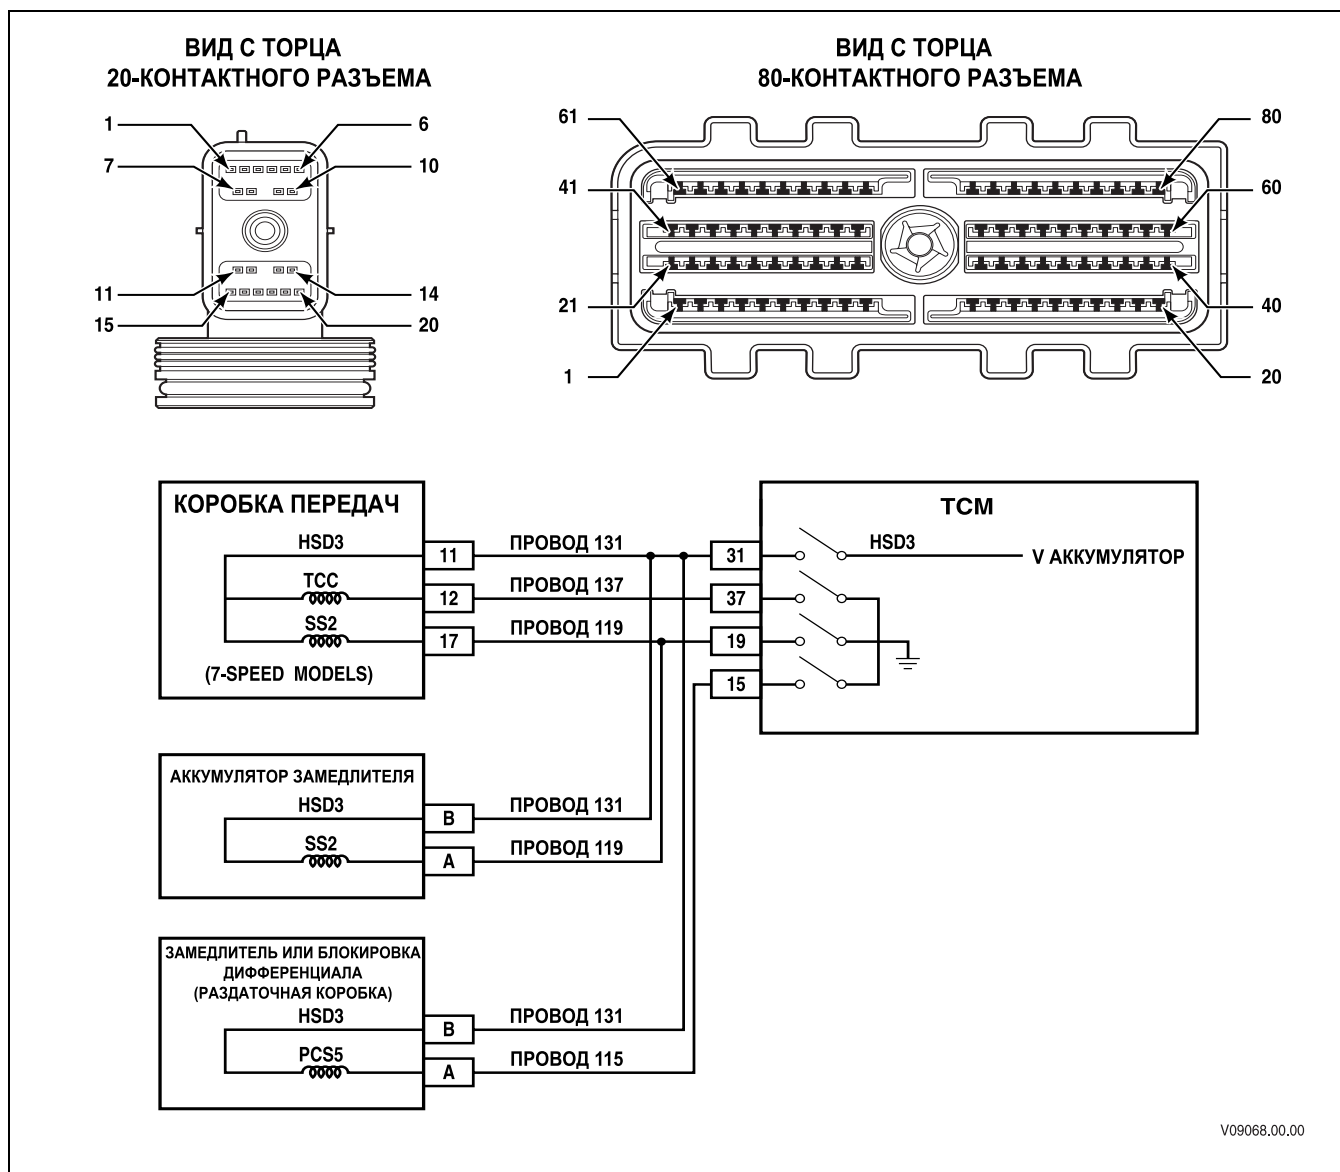 ВИД С ТОРЦА
20-КОНТАКТНОГО РАЗЪЕМА
ВИД С ТОРЦА
80-КОНТАКТНОГО РАЗЪЕМА
1
6
7
10
11
14
15
20
61
80
41
60
21
40
1
20
КОРОБКА ПЕРЕДАЧ
HSD3
11
ПРОВОД 131
TCC
12
ПРОВОД 137
SS2
17
ПРОВОД 119
(7-SPEED MODELS)
TCM
31
HSD3
V АККУМУЛЯТОР
37
19
15
АККУМУЛЯТОР ЗАМЕДЛИТЕЛЯ
HSD3
B
ПРОВОД 131
SS2
A
ПРОВОД 119
ЗАМЕДЛИТЕЛЬ ИЛИ БЛОКИРОВКА
ДИФФЕРЕНЦИАЛА
(РАЗДАТОЧНАЯ КОРОБКА)
HSD3
B
ПРОВОД 131
PCS5
A
ПРОВОД 115
V09068.00.00